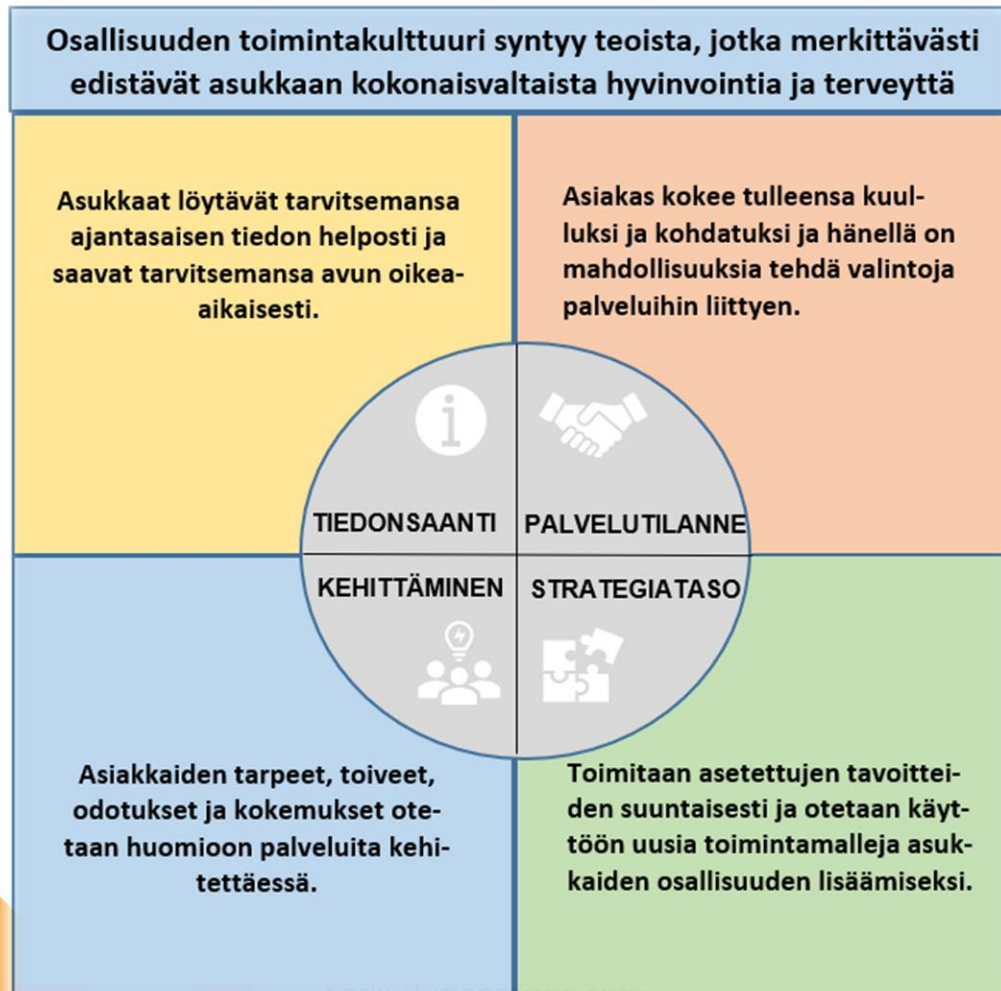 Osallisuuden toimintakulttuuri syntyy teoista, jotka merkittävästi
edistävät asukkaan kokonaisvaltaista hyvinvointia ja terveyttä
Asukkaat löytävät tarvitsemansa
ajantasaisen tiedon helposti ja
saavat tarvitsemansa avun oikea-
aikaisesti.
Asiakas kokee tulleensa kuul-
luksi ja kohdatuksi ja hänellä on
mahdollisuuksia tehdä valintoja
palveluihin liittyen.
TIEDONSAANTI
PALVELUTILANNE
KEHITTÄMINEN
STRATEGIATASO
Asiakkaiden tarpeet, toiveet,
odotukset ja kokemukset ote-
taan huomioon palveluita kehi-
tettäessä.
Toimitaan asetettujen tavoittei-
den suuntaisesti ja otetaan käyt-
töön uusia toimintamalleja asuk-
kaiden osallisuuden lisäämiseksi.